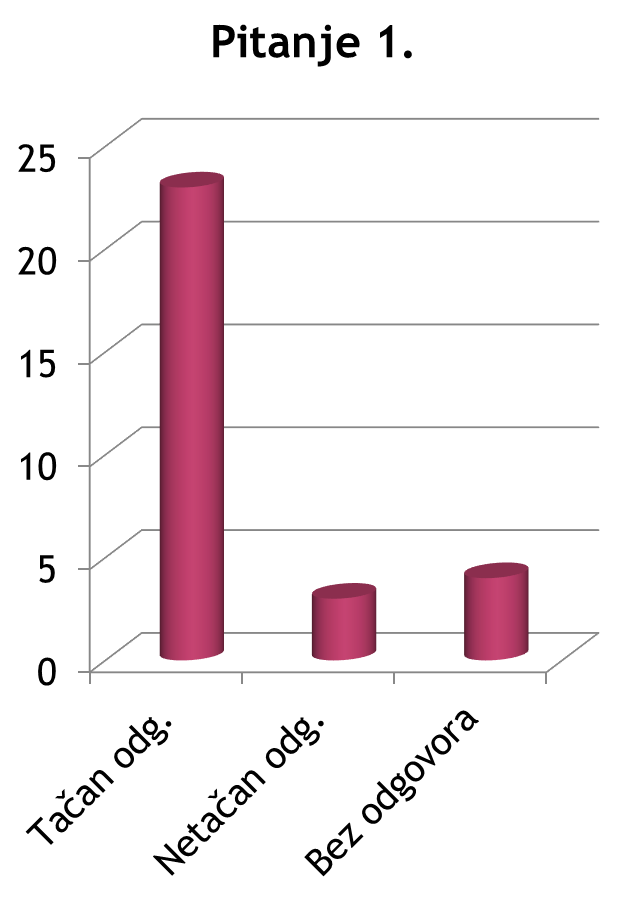 Pitanje 1.
25
20
15
10
5
0
Tačan odg.
Netačan odg.
Bez odgovora